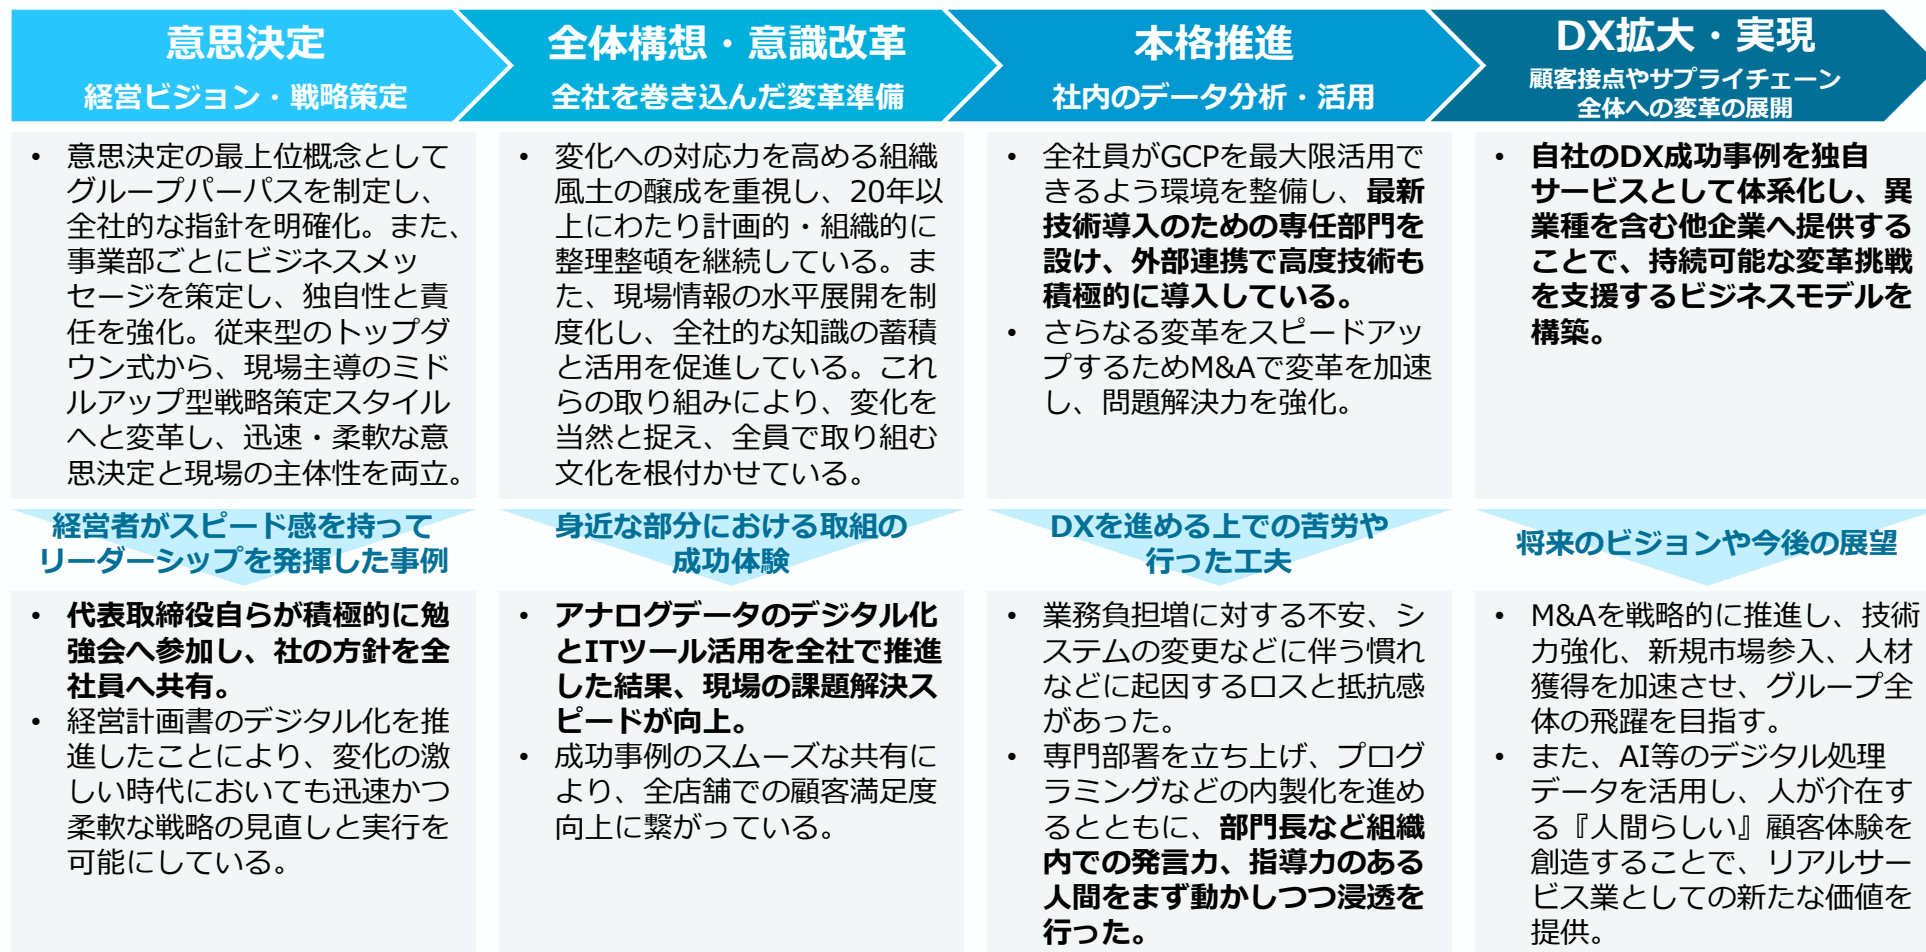 意思決定
経営ビジョン・戦略策定
全体構想・意識改革
全社を巻き込んだ変革準備
本格推進
社内のデータ分析・活用
DX拡大・実現
顧客接点やサプライチェーン
全体への変革の展開
• 意思決定の最上位概念として
グループパーパスを制定し、
全社的な指針を明確化。また、
事業部ごとにビジネスメッ
セージを策定し、独自性と責
任を強化。従来型のトップダ
ウン式から、現場主導のミド
ルアップ型戦略策定スタイル
へと変革し、迅速・柔軟な意
思決定と現場の主体性を両立。
• 変化への対応力を高める組織
風土の醸成を重視し、20年以
上にわたり計画的・組織的に
整理整頓を継続している。ま
た、現場情報の水平展開を制
度化し、全社的な知識の蓄積
と活用を促進している。これ
らの取り組みにより、変化を
当然と捉え、全員で取り組む
文化を根付かせている。
• 全社員がGCPを最大限活用で
きるよう環境を整備し、最新
技術導入のための専任部門を
設け、外部連携で高度技術も
積極的に導入している。
• さらなる変革をスピードアッ
プするためM&Aで変革を加速
し、問題解決力を強化。
• 自社のDX成功事例を独自
サービスとして体系化し、異
業種を含む他企業へ提供する
ことで、持続可能な変革挑戦
を支援するビジネスモデルを
構築。
経営者がスピード感を持って
リーダーシップを発揮した事例
身近な部分における取組の
成功体験
DXを進める上での苦労や
行った工夫
将来のビジョンや今後の展望
• 代表取締役自らが積極的に勉
強会へ参加し、社の方針を全
社員へ共有。
• 経営計画書のデジタル化を推
進したことにより、変化の激
しい時代においても迅速かつ
柔軟な戦略の見直しと実行を
可能にしている。
• アナログデータのデジタル化
とITツール活用を全社で推進
した結果、現場の課題解決ス
ピードが向上。
• 成功事例のスムーズな共有に
より、全店舗での顧客満足度
向上に繋がっている。
• 業務負担増に対する不安、シ
ステムの変更などに伴う慣れ
などに起因するロスと抵抗感
があった。
• 専門部署を立ち上げ、プログ
ラミングなどの内製化を進め
るとともに、部門長など組織
内での発言力、指導力のある
人間をまず動かしつつ浸透を
行った。
• M&Aを戦略的に推進し、技術
力強化、新規市場参入、人材
獲得を加速させ、グループ全
体の飛躍を目指す。
• また、AI等のデジタル処理
データを活用し、人が介在す
る『人間らしい』顧客体験を
創造することで、リアルサー
ビス業としての新たな価値を
提供。